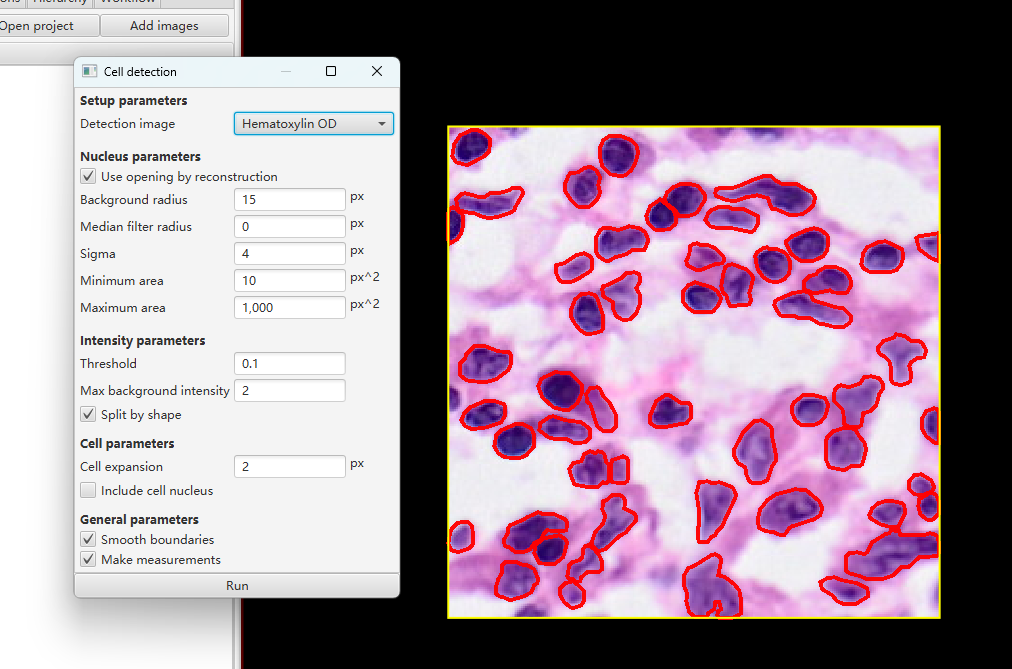 Hierarchy Workflow
Open project Add images
Cell detection
Setup parameters
Detection image Hematoxylin OD
Nucleus parameters
Use opening by reconstruction
Background radius 15 px
Median filter radius 0 px
Sigma 4 px
Minimum area 10 px^2
Maximum area 1,000 px^2
Intensity parameters
Threshold 0.1
Max background intensity 2
Split by shape
Cell parameters
Cell expansion 2 px
Include cell nucleus
General parameters
Smooth boundaries
Make measurements
Run